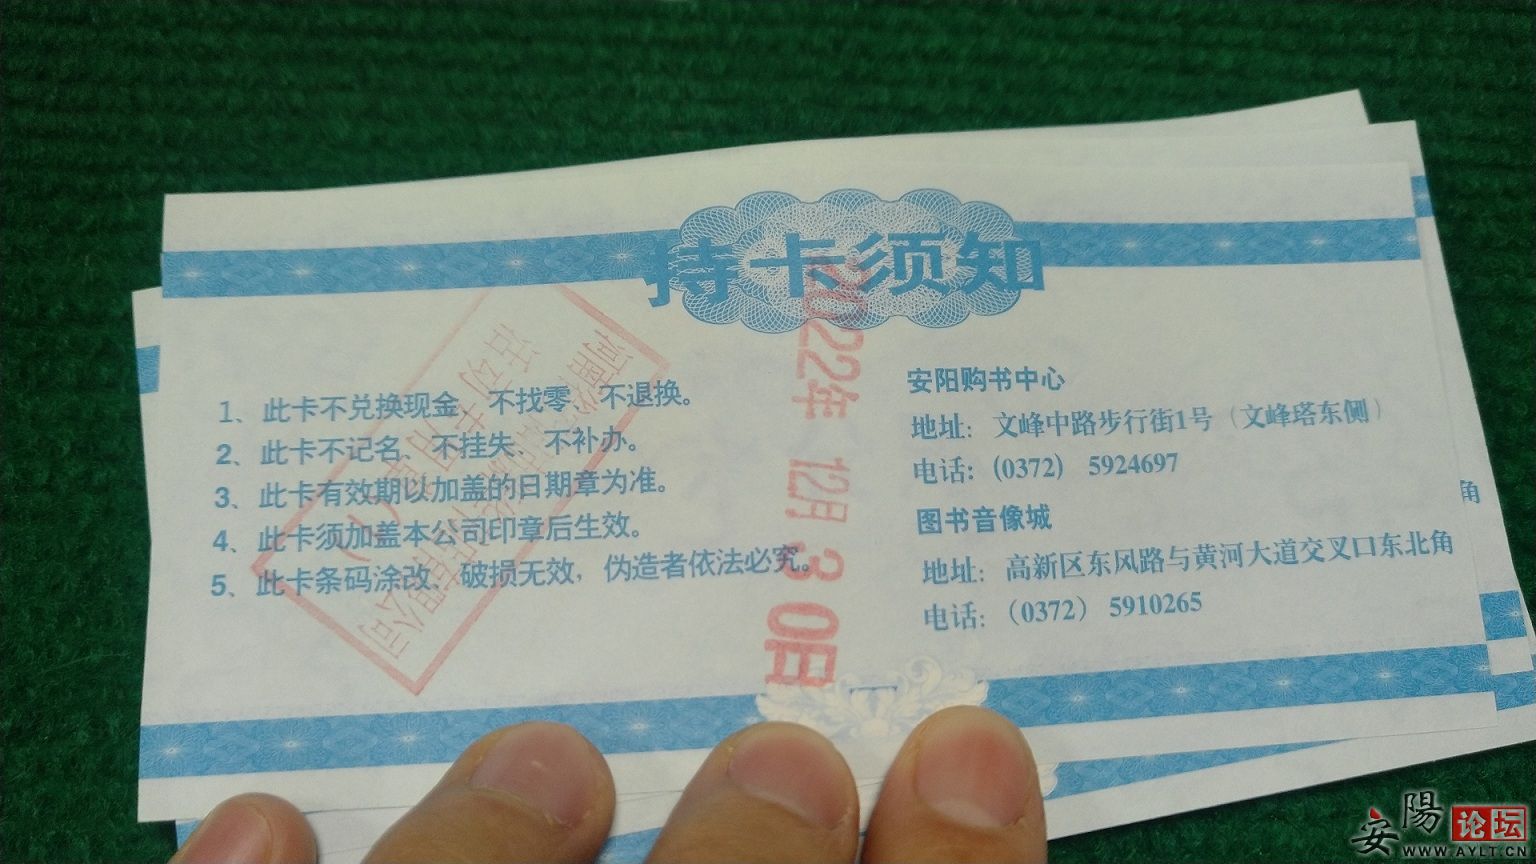 持卡须知
1、此卡不兑换现金、不找零、不退换。
2、此卡不记名、不挂失、不补办。
3、此卡有效期以加盖的日期章为准。
4、此卡须加盖本公司印章后生效。
5、此卡条码涂改、破损无效，伪造者依法必究。
2022年 12月 30日
安阳购书中心
地址：文峰中路步行街1号（文峰塔东侧）
电话：(0372) 5924697
图书音像城
地址：高新区东风路与黄河大道交叉口东北角
电话：（0372） 5910265
角
安陽论坛
WWW.AYLT.CN